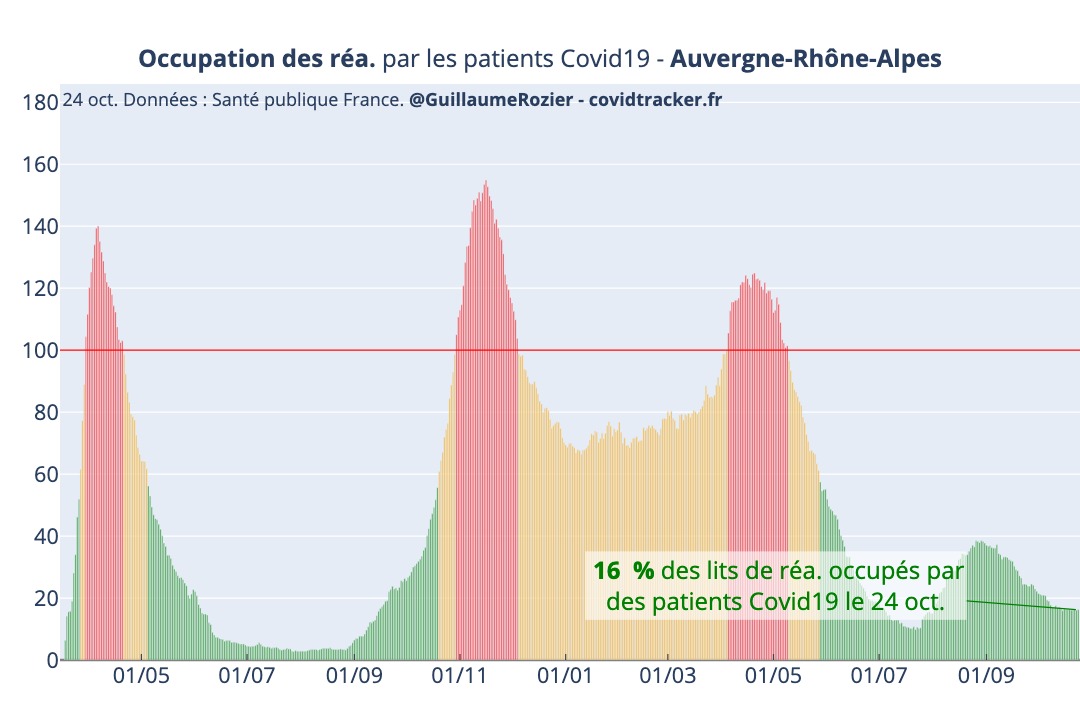 Occupation des réa. par les patients Covid19 - Auvergne-Rhône-Alpes
24 oct. Données : Santé publique France. @GuillaumeRozier - covidtracker.fr
180
160
140
120
100
80
60
40
20
0
16 % des lits de réa. occupés par
des patients Covid19 le 24 oct.
01/05 01/07 01/09 01/11 01/01 01/03 01/05 01/07 01/09